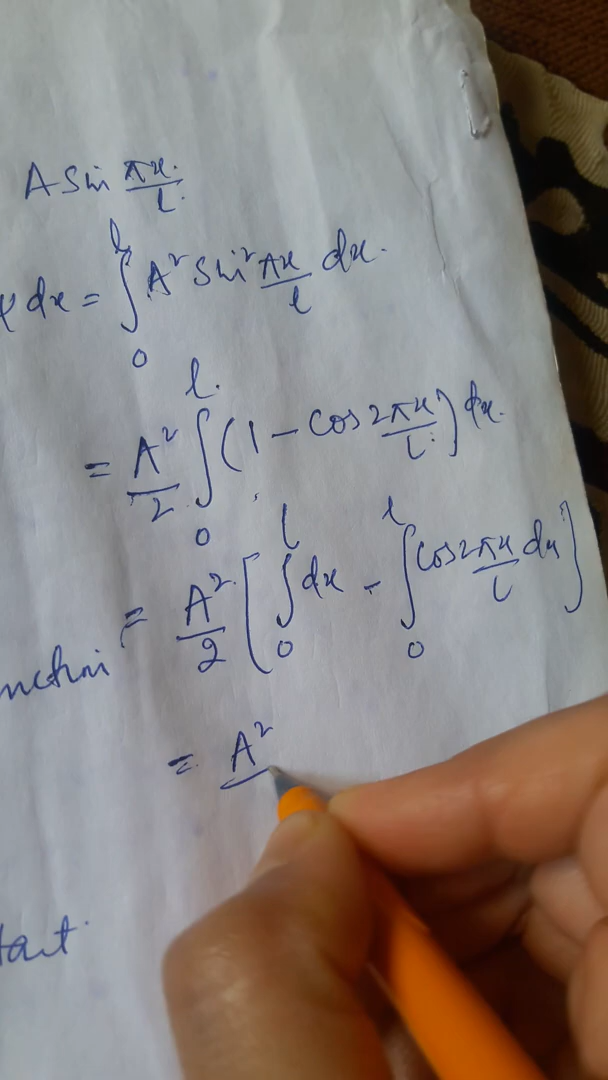 A Sin πx/L
ψ dx = ∫₀ˡ A² Sin² πx/l dx.
= A²/2 ∫₀ˡ (1 - Cos 2πx/L) dx.
= A²/2 [∫₀ˡ dx - ∫₀ˡ Cos 2πx/L dx]
= A²